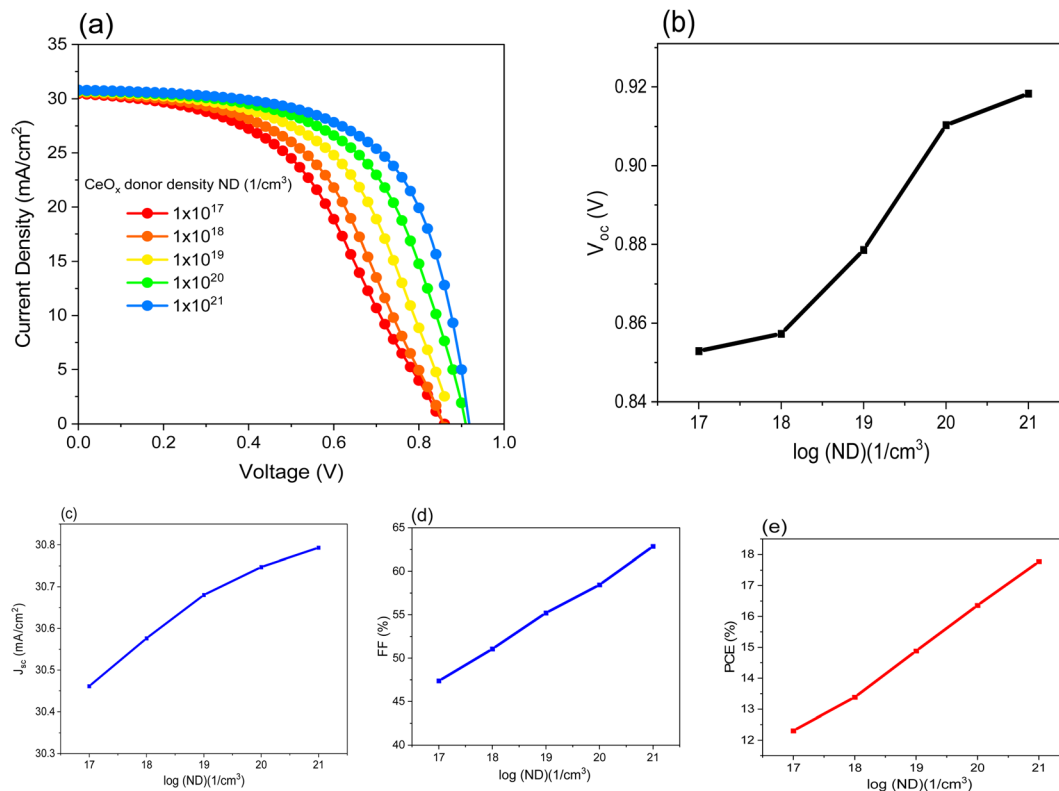 (a)
35
30
25
20
15
10
5
0
Current Density (mA/cm²)
CeOₓ donor density ND (1/cm³)
1x10¹⁷
1x10¹⁸
1x10¹⁹
1x10²⁰
1x10²¹
0.0 0.2 0.4 0.6 0.8 1.0
Voltage (V)
(b)
0.92
0.90
0.88
0.86
0.84
V_oc (V)
17 18 19 20 21
log (ND)(1/cm³)
(c)
30.8
30.7
30.6
30.5
30.4
30.3
J_sc (mA/cm²)
17 18 19 20 21
log (ND)(1/cm³)
(d)
65
60
55
50
45
40
FF (%)
17 18 19 20 21
log (ND)(1/cm³)
(e)
18
17
16
15
14
13
12
PCE (%)
17 18 19 20 21
log (ND)(1/cm³)